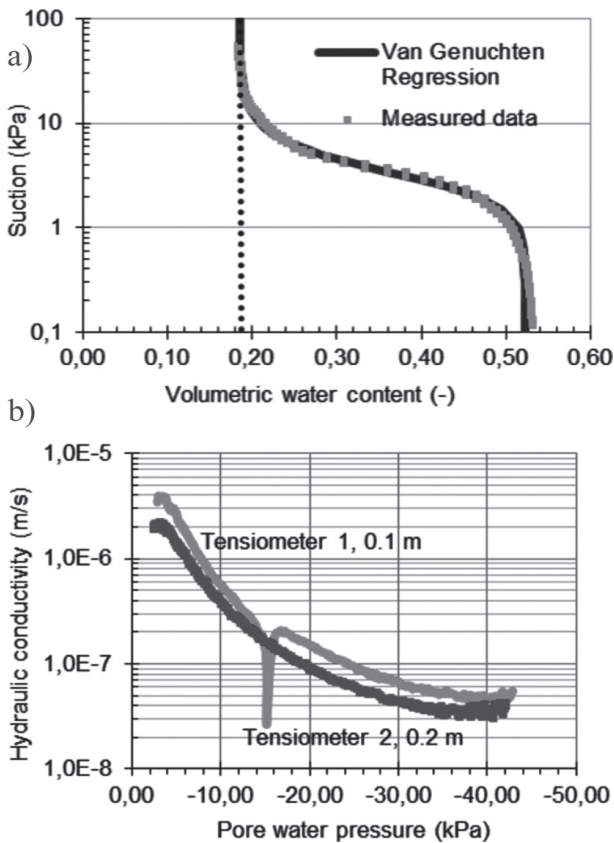 a)
Suction (kPa)
100
10
1
0,1
Van Genuchten
Regression
Measured data
0,00 0,10 0,20 0,30 0,40 0,50 0,60
Volumetric water content (-)
b)
Hydraulic conductivity (m/s)
1,0E-5
1,0E-6
1,0E-7
1,0E-8
Tensiometer 1, 0.1 m
Tensiometer 2, 0.2 m
0,00 -10,00 -20,00 -30,00 -40,00 -50,00
Pore water pressure (kPa)